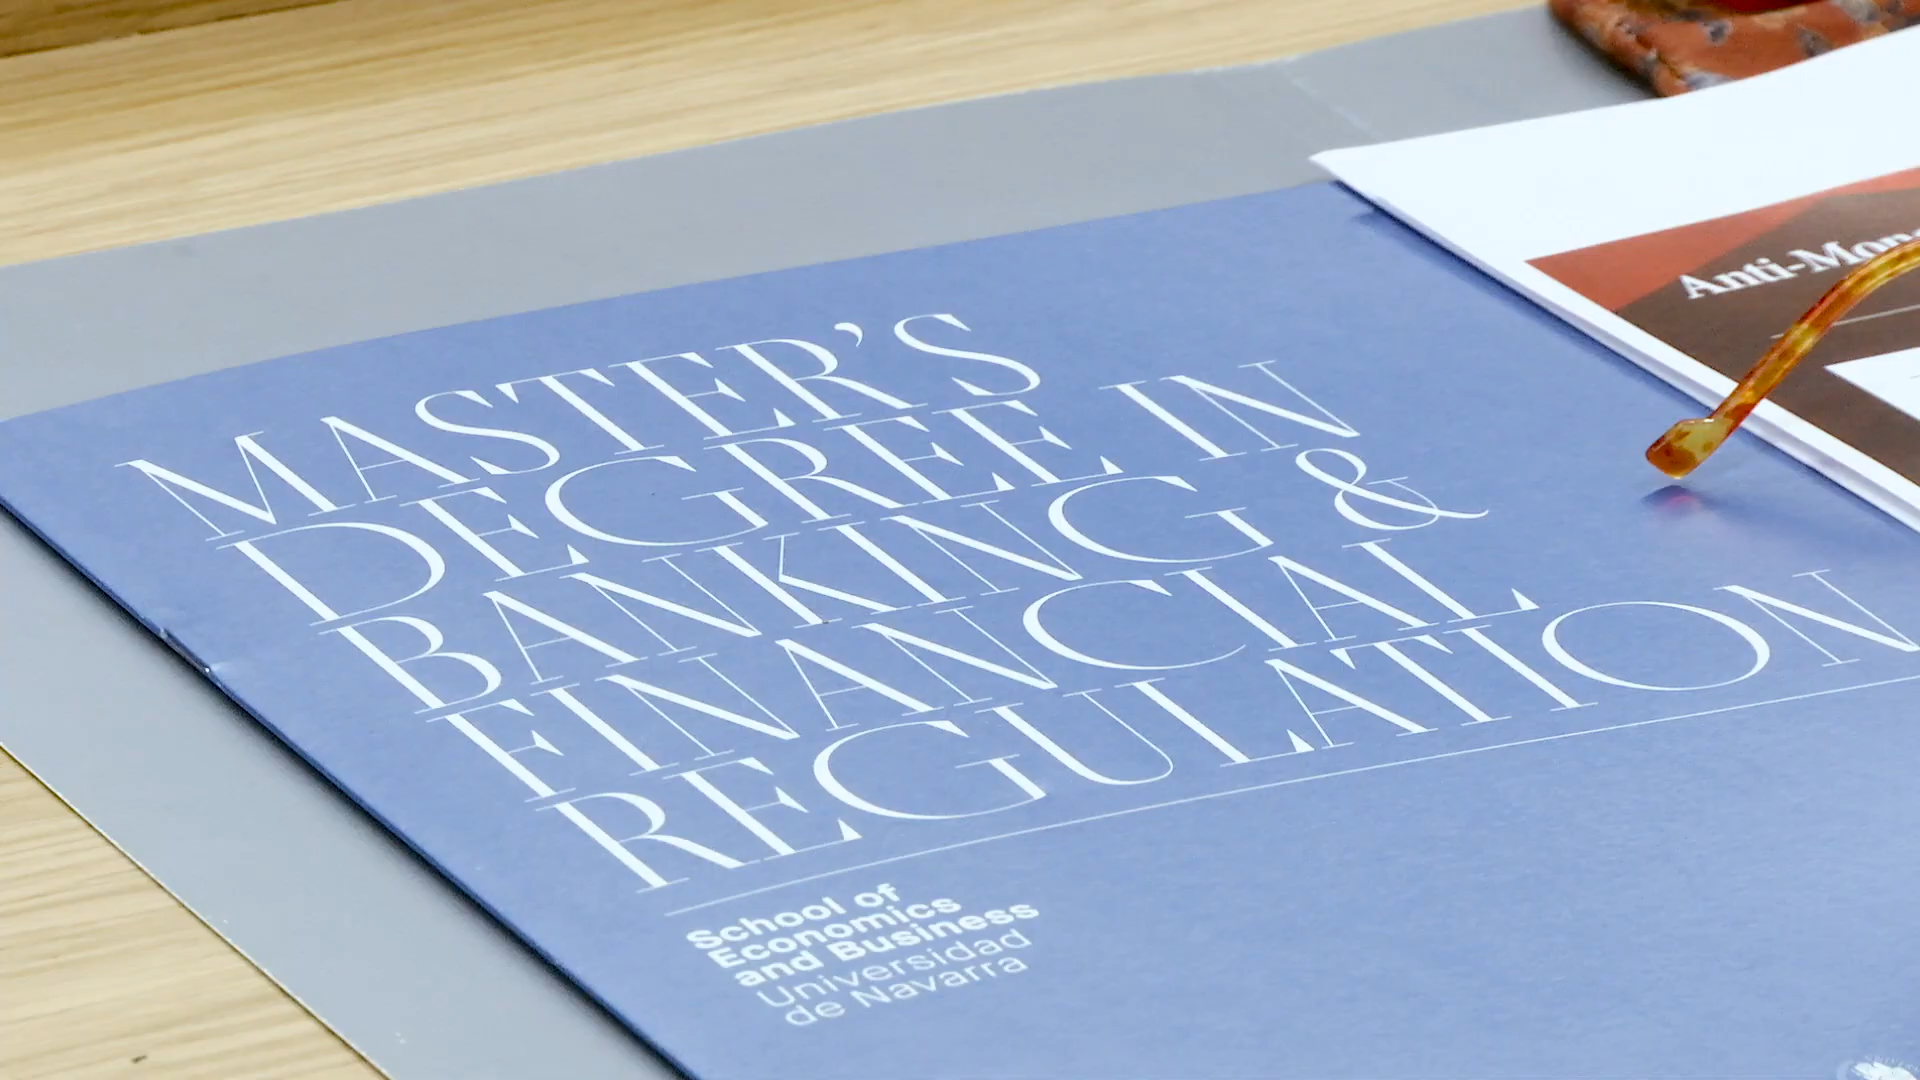 MASTER'S
DEGREE IN
BANKING &
FINANCIAL
REGULATION
School of
Economics
and Business
Universidad
de Navarra